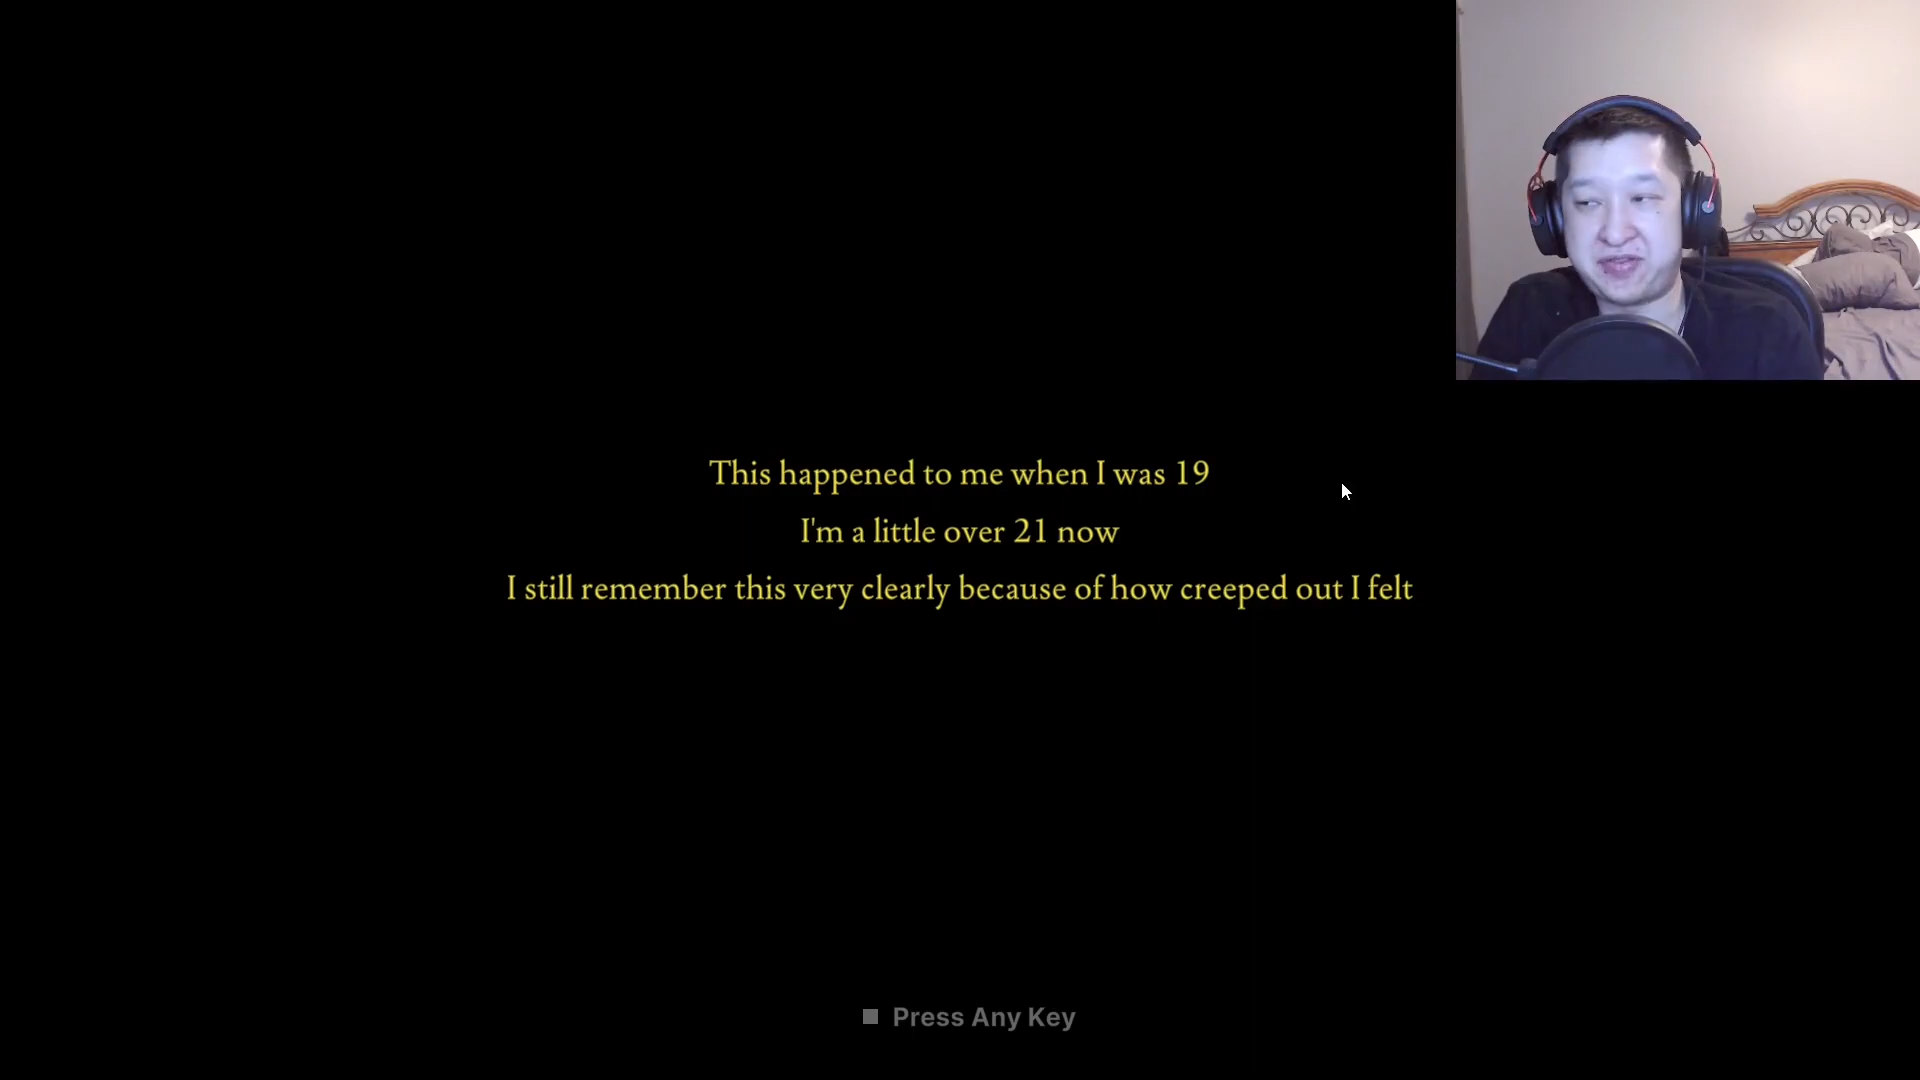 This happened to me when I was 19
I'm a little over 21 now
I still remember this very clearly because of how creeped out I felt
Press Any Key